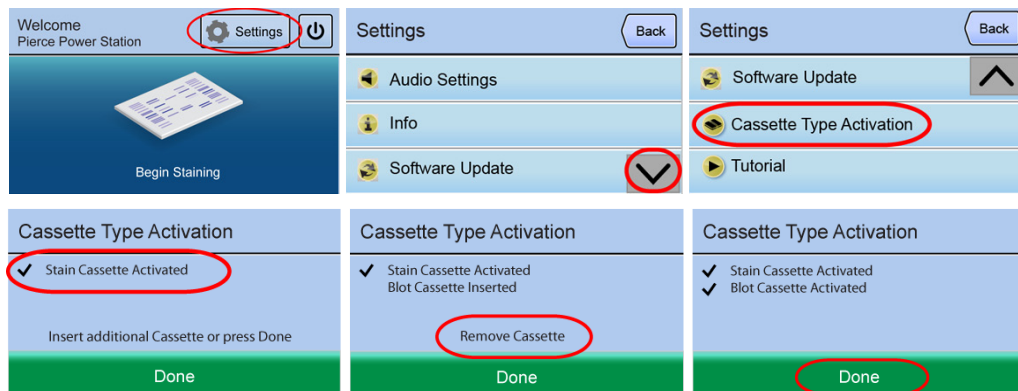 Welcome
Pierce Power Station
Settings
Begin Staining
Settings
Back
Audio Settings
Info
Software Update
Settings
Back
Software Update
Cassette Type Activation
Tutorial
Cassette Type Activation
Stain Cassette Activated
Insert additional Cassette or press Done
Done
Cassette Type Activation
Stain Cassette Activated
Blot Cassette Inserted
Remove Cassette
Done
Cassette Type Activation
Stain Cassette Activated
Blot Cassette Activated
Done